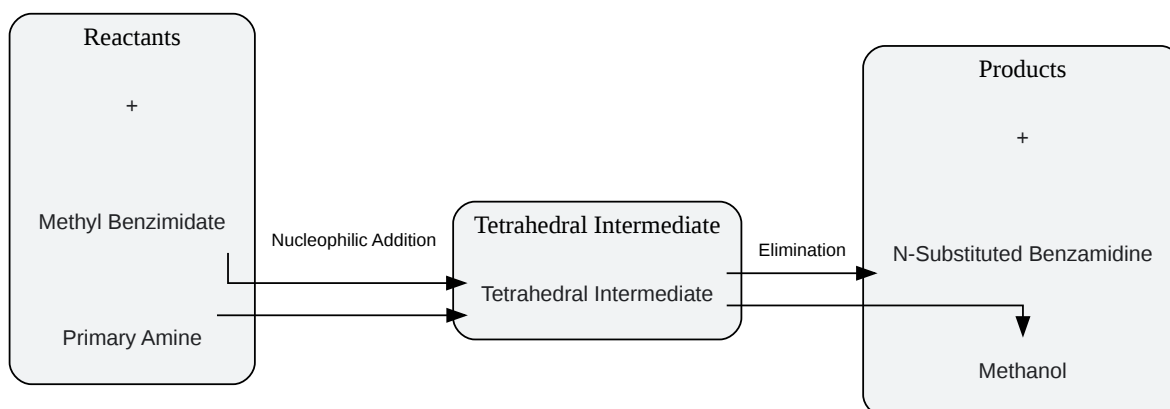 Reactants
+
Methyl Benzimidate
Primary Amine
Nucleophilic Addition
Tetrahedral Intermediate
Tetrahedral Intermediate
Elimination
Products
+
N-Substituted Benzamidine
Methanol